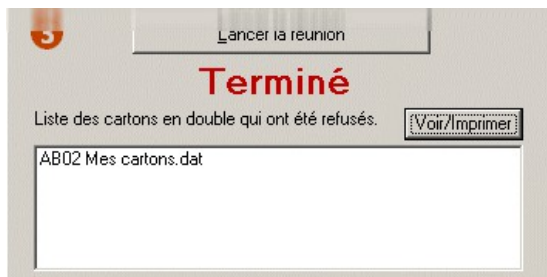 3
Lancer la réunion
Terminé
Liste des cartons en double qui ont été refusés.
Voir/Imprimer
AB02 Mes cartons.dat